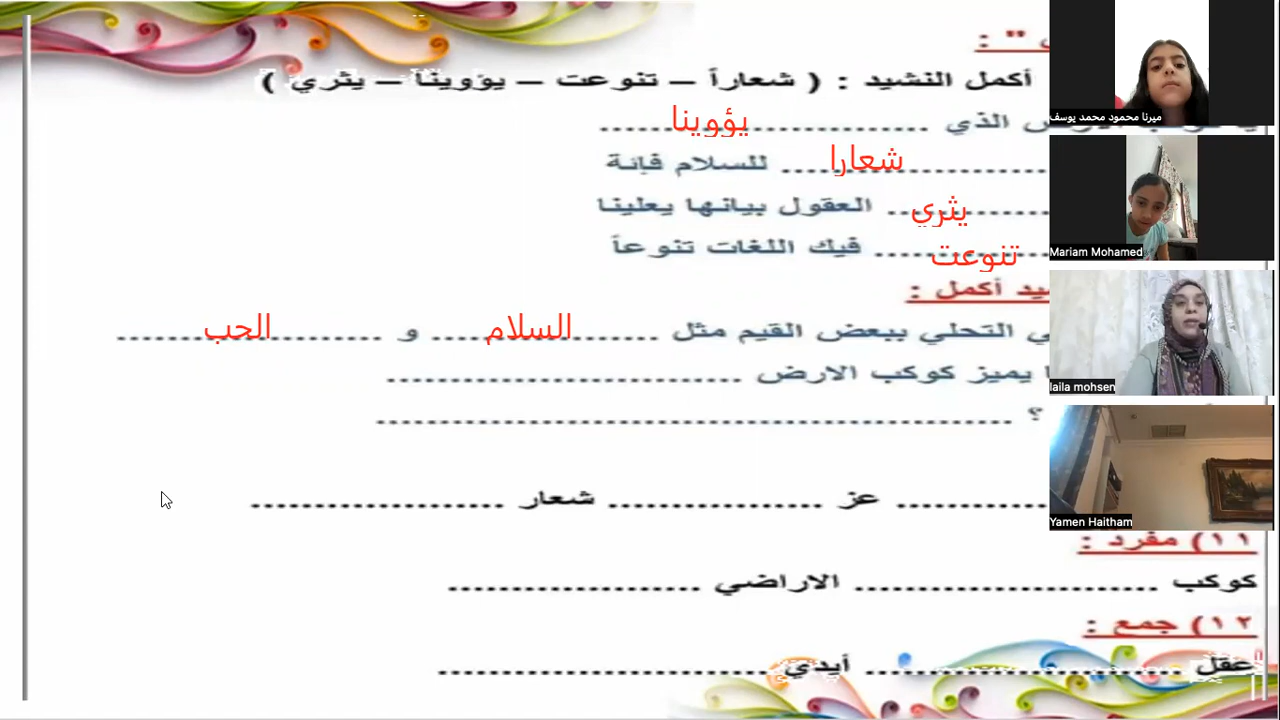 " :
أكمل النشيد : ( شعاراً – تنوعت – يؤوينا – يثري )
الذي ........ يؤوينا ........
........ شعارا ........ للسلام فإنة
........ يثري ........ العقول بيانها يعلينا
........ تنوعت ........ فيك اللغات تنوعاً
أكمل :
التحلي ببعض القيم مثل ........ السلام ........ و ........ الحب ........
يميز كوكب الارض ........................
؟ ........................
........................ عز ........................ شعار ........................
١١) مفرد :
كوكب ........................ الاراضي ........................
١٢) جمع :
عقل ........................ أيدي ........................
ميرنا محمود محمد يوسف
Mariam Mohamed
laila mohsen
Yamen Haitham